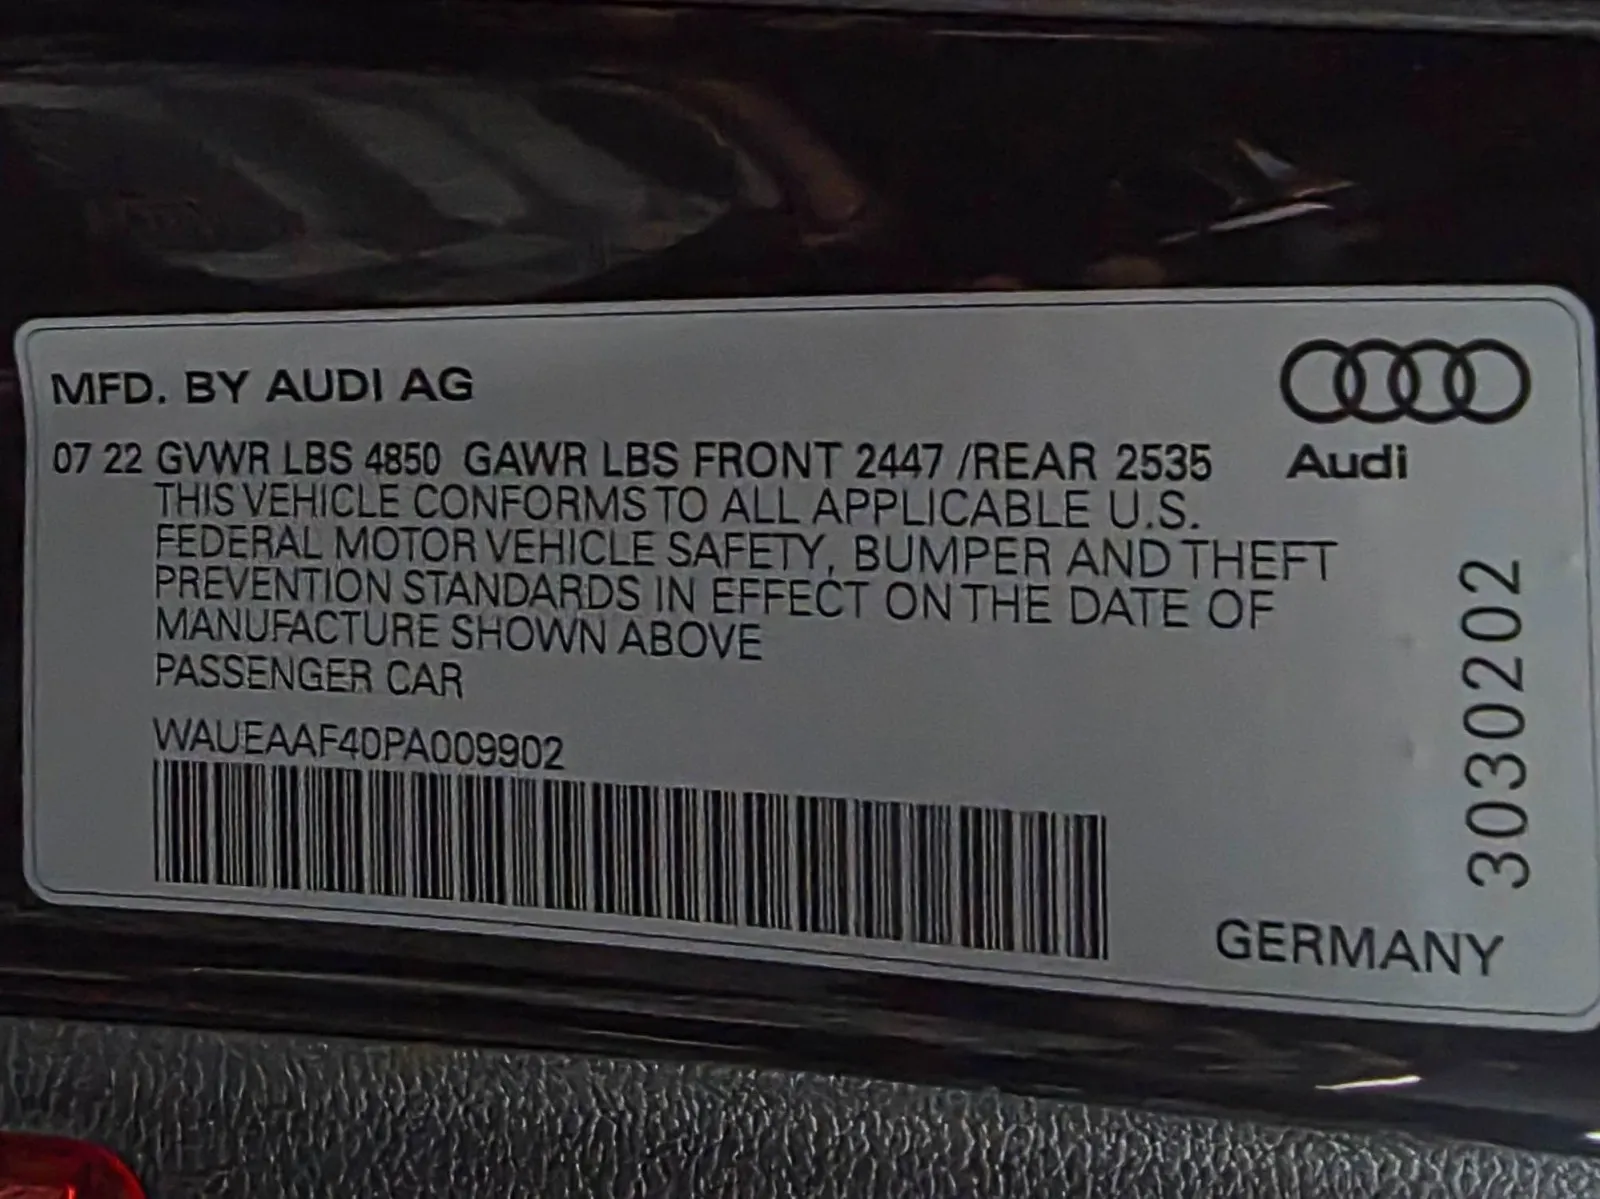 MFD. BY AUDI AG
07 22 GVWR LBS 4850 GAWR LBS FRONT 2447 /REAR 2535
Audi
THIS VEHICLE CONFORMS TO ALL APPLICABLE U.S.
FEDERAL MOTOR VEHICLE SAFETY, BUMPER AND THEFT
PREVENTION STANDARDS IN EFFECT ON THE DATE OF
MANUFACTURE SHOWN ABOVE
PASSENGER CAR
WAUEAAF40PA009902
3030202
GERMANY